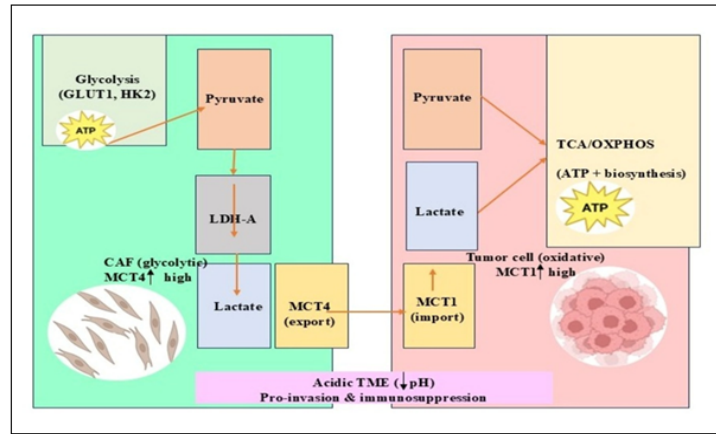 Glycolysis
(GLUT1, HK2)
ATP
Pyruvate
LDH-A
CAF (glycolytic)
MCT4↑ high
Lactate
MCT4
(export)
Pyruvate
Lactate
TCA/OXPHOS
(ATP + biosynthesis)
ATP
Tumor cell (oxidative)
MCT1↑ high
MCT1
(import)
Acidic TME (↓pH)
Pro-invasion & immunosuppression